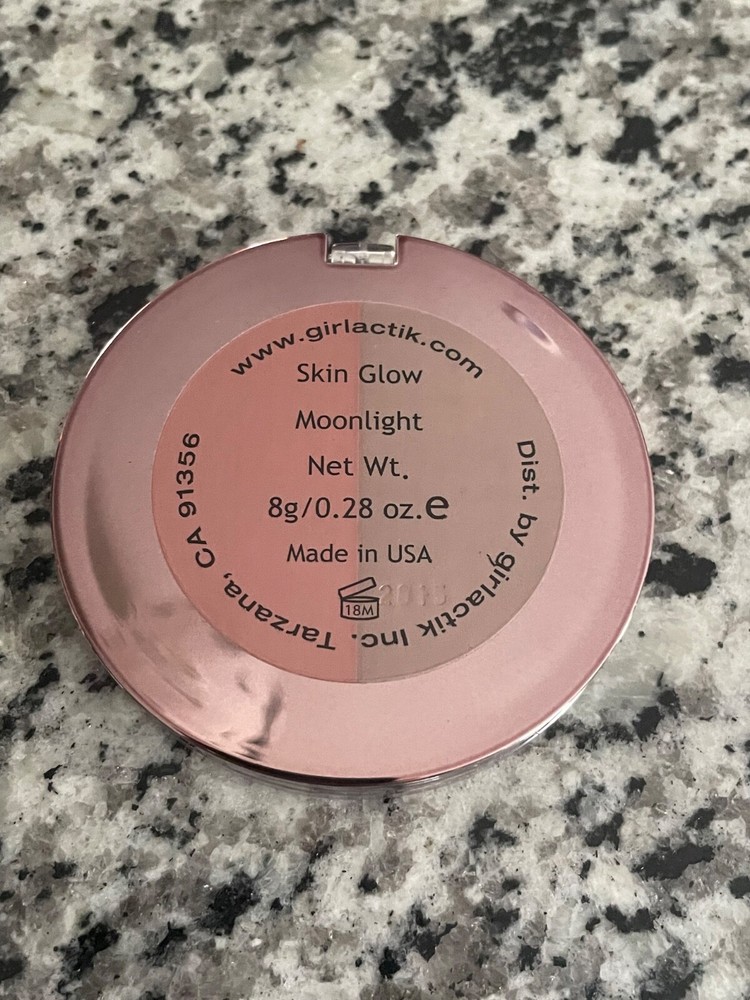 www.girlactik.com
Skin Glow
Moonlight
Net Wt.
8g/0.28 oz.e
Made in USA
18M
Dist. by girlactik Inc. Tarzana, CA 91356